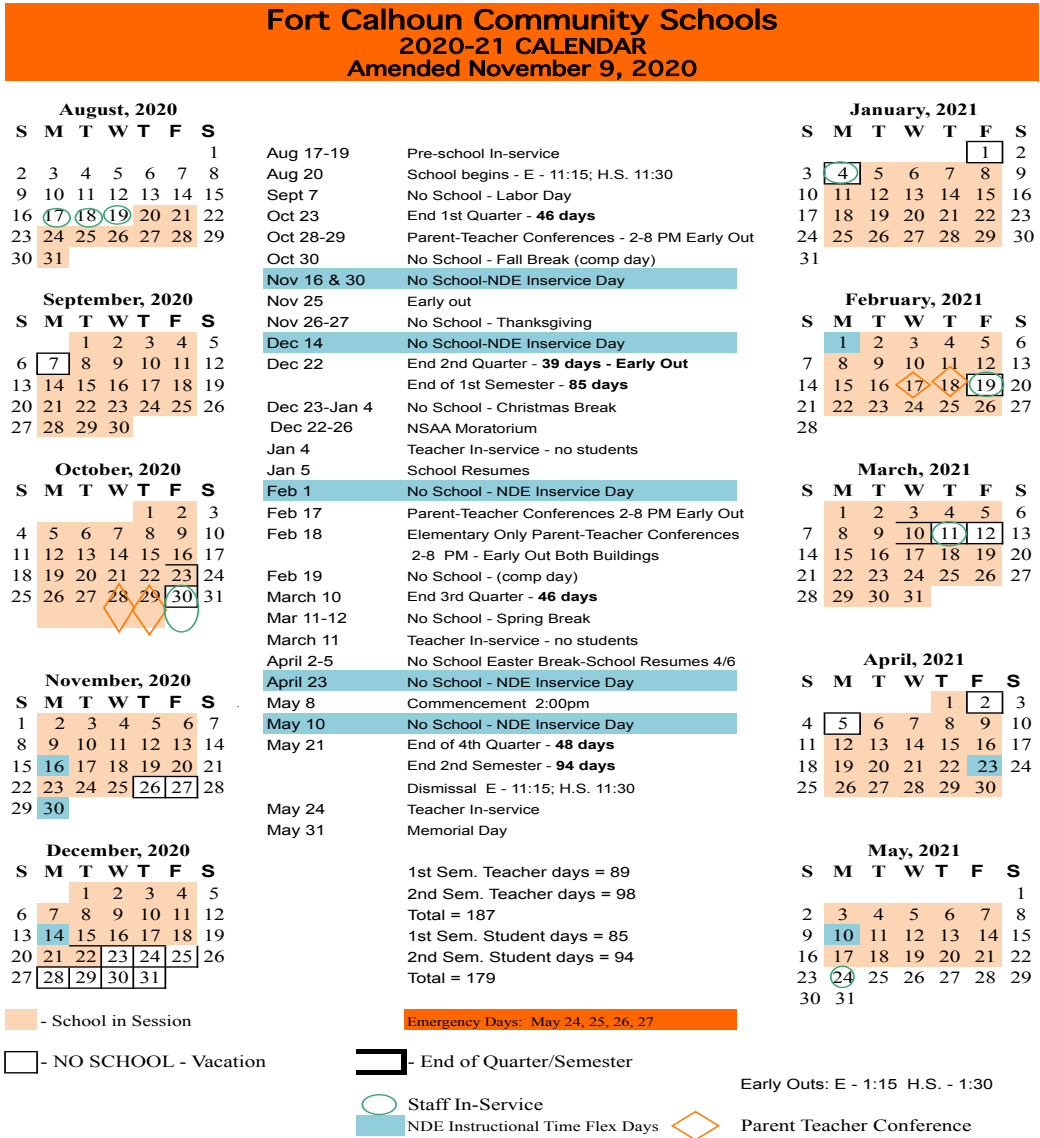 Fort Calhoun Community Schools
2020-21 CALENDAR
Amended November 9, 2020
August, 2020
S M T W T F S
1
2 3 4 5 6 7 8
9 10 11 12 13 14 15
16 17 18 19 20 21 22
23 24 25 26 27 28 29
30 31
September, 2020
S M T W T F S
1 2 3 4 5
6 7 8 9 10 11 12
13 14 15 16 17 18 19
20 21 22 23 24 25 26
27 28 29 30
October, 2020
S M T W T F S
1 2 3
4 5 6 7 8 9 10
11 12 13 14 15 16 17
18 19 20 21 22 23 24
25 26 27 28 29 30 31
November, 2020
S M T W T F S
1 2 3 4 5 6 7
8 9 10 11 12 13 14
15 16 17 18 19 20 21
22 23 24 25 26 27 28
29 30
December, 2020
S M T W T F S
1 2 3 4 5
6 7 8 9 10 11 12
13 14 15 16 17 18 19
20 21 22 23 24 25 26
27 28 29 30 31
Aug 17-19 Pre-school In-service
Aug 20 School begins - E - 11:15; H.S. 11:30
Sept 7 No School - Labor Day
Oct 23 End 1st Quarter - 46 days
Oct 28-29 Parent-Teacher Conferences - 2-8 PM Early Out
Oct 30 No School - Fall Break (comp day)
Nov 16 & 30 No School-NDE Inservice Day
Nov 25 Early out
Nov 26-27 No School - Thanksgiving
Dec 14 No School-NDE Inservice Day
Dec 22 End 2nd Quarter - 39 days - Early Out
End of 1st Semester - 85 days
Dec 23-Jan 4 No School - Christmas Break
Dec 22-26 NSAA Moratorium
Jan 4 Teacher In-service - no students
Jan 5 School Resumes
Feb 1 No School - NDE Inservice Day
Feb 17 Parent-Teacher Conferences 2-8 PM Early Out
Feb 18 Elementary Only Parent-Teacher Conferences
2-8 PM - Early Out Both Buildings
Feb 19 No School - (comp day)
March 10 End 3rd Quarter - 46 days
Mar 11-12 No School - Spring Break
March 11 Teacher In-service - no students
April 2-5 No School Easter Break-School Resumes 4/6
April 23 No School - NDE Inservice Day
May 8 Commencement 2:00pm
May 10 No School - NDE Inservice Day
May 21 End of 4th Quarter - 48 days
End 2nd Semester - 94 days
Dismissal E - 11:15; H.S. 11:30
May 24 Teacher In-service
May 31 Memorial Day
1st Sem. Teacher days = 89
2nd Sem. Teacher days = 98
Total = 187
1st Sem. Student days = 85
2nd Sem. Student days = 94
Total = 179
January, 2021
S M T W T F S
1 2
3 4 5 6 7 8 9
10 11 12 13 14 15 16
17 18 19 20 21 22 23
24 25 26 27 28 29 30
31
February, 2021
S M T W T F S
1 2 3 4 5 6
7 8 9 10 11 12 13
14 15 16 17 18 19 20
21 22 23 24 25 26 27
28
March, 2021
S M T W T F S
1 2 3 4 5 6
7 8 9 10 11 12 13
14 15 16 17 18 19 20
21 22 23 24 25 26 27
28 29 30 31
April, 2021
S M T W T F S
1 2 3
4 5 6 7 8 9 10
11 12 13 14 15 16 17
18 19 20 21 22 23 24
25 26 27 28 29 30
May, 2021
S M T W T F S
1
2 3 4 5 6 7 8
9 10 11 12 13 14 15
16 17 18 19 20 21 22
23 24 25 26 27 28 29
30 31
- School in Session
Emergency Days: May 24, 25, 26, 27
- NO SCHOOL - Vacation
- End of Quarter/Semester
Early Outs: E - 1:15 H.S. - 1:30
Staff In-Service
NDE Instructional Time Flex Days
Parent Teacher Conference